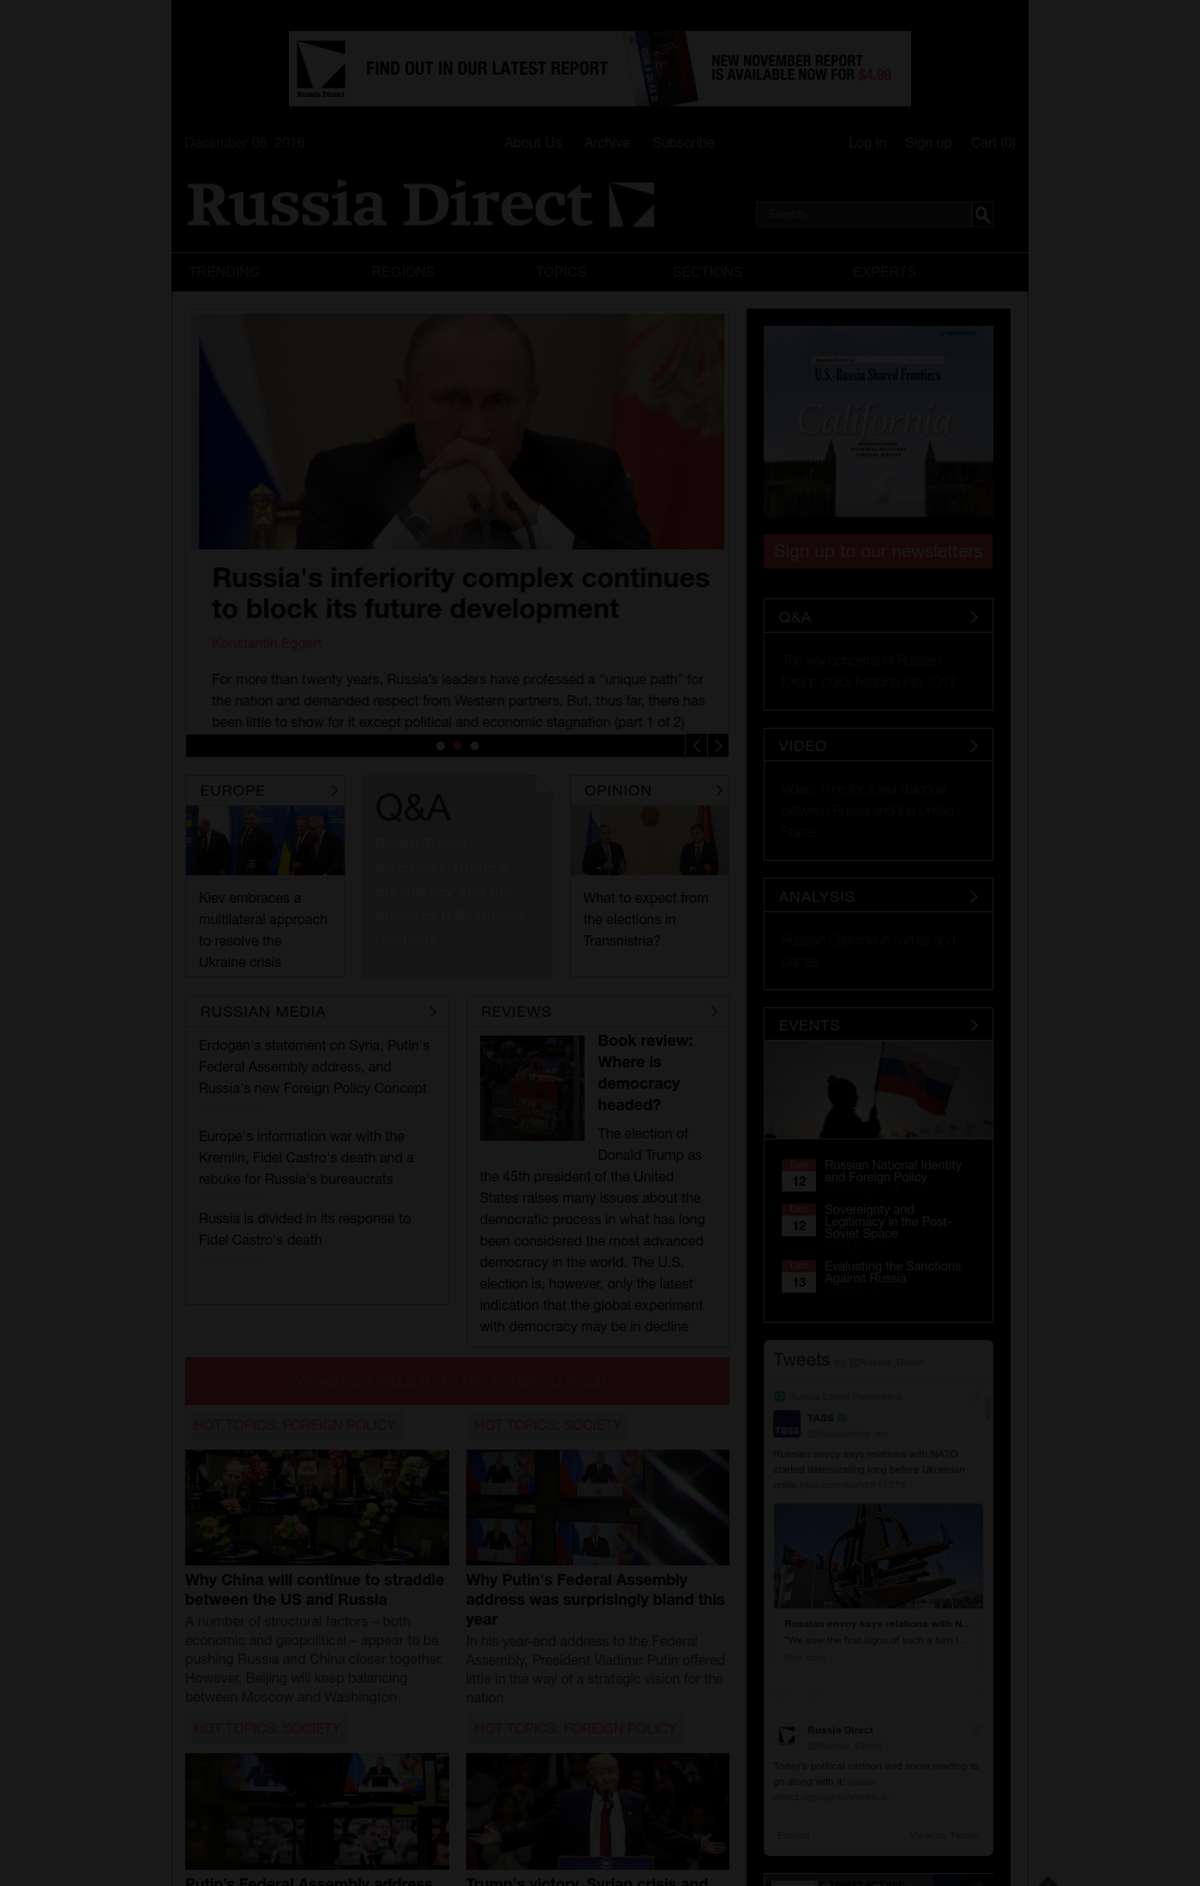 FIND OUT IN OUR LATEST REPORT
NEW NOVEMBER REPORT
IS AVAILABLE NOW FOR $4.99
Russia Direct
December 06, 2016
About Us Archive Subscribe
Log in Sign up Cart (0)
Russia Direct
Search
TRENDING REGIONS TOPICS SECTIONS EXPERTS
Russia's inferiority complex continues
to block its future development
Konstantin Eggert
For more than twenty years, Russia's leaders have professed a "unique path" for
the nation and demanded respect from Western partners. But, thus far, there has
been little to show for it except political and economic stagnation (part 1 of 2)
EUROPE
Kiev embraces a
multilateral approach
to resolve the
Ukraine crisis
Q&A
OPINION
What to expect from
the elections in
Transnistria?
RUSSIAN MEDIA
Erdogan's statement on Syria, Putin's
Federal Assembly address, and
Russia's new Foreign Policy Concept
Europe's information war with the
Kremlin, Fidel Castro's death and a
rebuke for Russia's bureaucrats
Russia is divided in its response to
Fidel Castro's death
REVIEWS
Book review:
Where is
democracy
headed?
The election of
Donald Trump as
the 45th president of the United
States raises many issues about the
democratic process in what has long
been considered the most advanced
democracy in the world. The U.S.
election is, however, only the latest
indication that the global experiment
with democracy may be in decline
HOT TOPICS: FOREIGN POLICY
Why China will continue to straddle
between the US and Russia
A number of structural factors – both
economic and geopolitical – appear to be
pushing Russia and China closer together.
However, Beijing will keep balancing
between Moscow and Washington
HOT TOPICS: SOCIETY
Why Putin's Federal Assembly
address was surprisingly bland this
year
In his year-end address to the Federal
Assembly, President Vladimir Putin offered
little in the way of a strategic vision for the
nation
HOT TOPICS: SOCIETY
Putin's Federal Assembly address
HOT TOPICS: FOREIGN POLICY
Trump's victory, Syrian crisis and
U.S.-Russia Shared Frontiers
California
Sign up to our newsletters
Q&A
VIDEO
ANALYSIS
EVENTS
Dec
12
Russian National Identity
and Foreign Policy
Dec
12
Sovereignty and
Legitimacy in the Post-
Soviet Space
Dec
13
Evaluating the Sanctions
Against Russia
Tweets by @Russia_Direct
TASS
TASS
Russian envoy says relations with NATO
started deteriorating long before Ukrainian
crisis
Russian envoy says relations with N...
"We saw the first signs of such a turn i...
Russia Direct
@Russia_Direct
Today's political cartoon and some reading to
go along with it:
Embed
View on Twitter